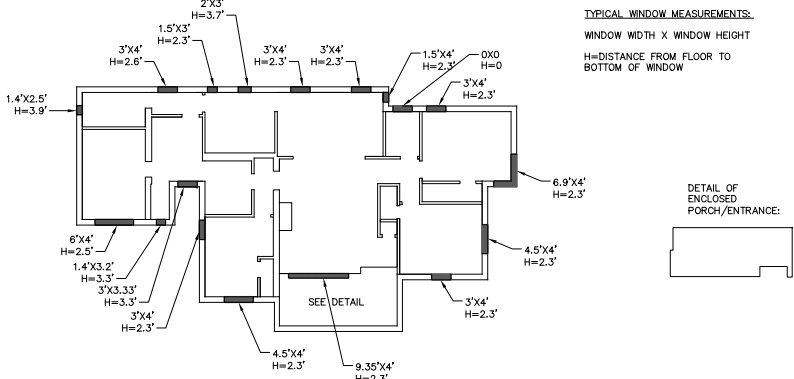 2'X3'
H=3.7'
1.5'X3'
H=2.3'
3'X4'
H=2.6'
3'X4'
H=2.3'
3'X4'
H=2.3'
1.5'X4'
H=2.3'
0X0
H=0
3'X4'
H=2.3'
TYPICAL WINDOW MEASUREMENTS:
WINDOW WIDTH X WINDOW HEIGHT
H=DISTANCE FROM FLOOR TO
BOTTOM OF WINDOW
1.4'X2.5'
H=3.9'
6.9'X4'
H=2.3'
DETAIL OF
ENCLOSED
PORCH/ENTRANCE:
6'X4'
H=2.5'
1.4'X3.2'
H=3.3'
3'X3.33'
H=3.3'
3'X4'
H=2.3'
4.5'X4'
H=2.3'
SEE DETAIL
3'X4'
H=2.3'
4.5'X4'
H=2.3'
9.35'X4'
H=2.3'